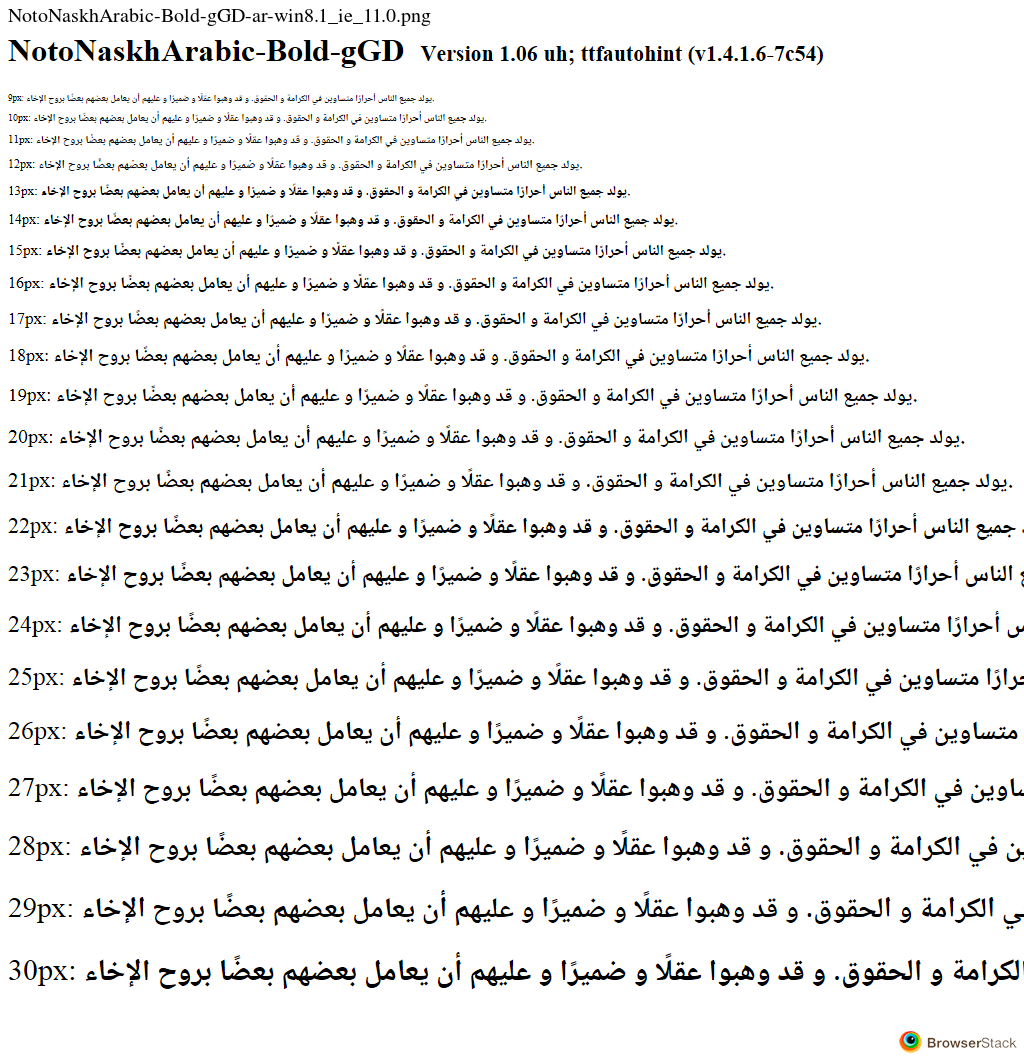 NotoNaskhArabic-Bold-gGD-ar-win8.1_ie_11.0.png
NotoNaskhArabic-Bold-gGD Version 1.06 uh; ttfautohint (v1.4.1.6-7c54)
9px: يولد جميع الناس أحرارًا متساوين في الكرامة و الحقوق. و قد وهبوا عقلًا و ضميرًا و عليهم أن يعامل بعضهم بعضًا بروح الإخاء.
10px: يولد جميع الناس أحرارًا متساوين في الكرامة و الحقوق. و قد وهبوا عقلًا و ضميرًا و عليهم أن يعامل بعضهم بعضًا بروح الإخاء.
11px: يولد جميع الناس أحرارًا متساوين في الكرامة و الحقوق. و قد وهبوا عقلًا و ضميرًا و عليهم أن يعامل بعضهم بعضًا بروح الإخاء.
12px: يولد جميع الناس أحرارًا متساوين في الكرامة و الحقوق. و قد وهبوا عقلًا و ضميرًا و عليهم أن يعامل بعضهم بعضًا بروح الإخاء.
13px: يولد جميع الناس أحرارًا متساوين في الكرامة و الحقوق. و قد وهبوا عقلًا و ضميرًا و عليهم أن يعامل بعضهم بعضًا بروح الإخاء.
14px: يولد جميع الناس أحرارًا متساوين في الكرامة و الحقوق. و قد وهبوا عقلًا و ضميرًا و عليهم أن يعامل بعضهم بعضًا بروح الإخاء.
15px: يولد جميع الناس أحرارًا متساوين في الكرامة و الحقوق. و قد وهبوا عقلًا و ضميرًا و عليهم أن يعامل بعضهم بعضًا بروح الإخاء.
16px: يولد جميع الناس أحرارًا متساوين في الكرامة و الحقوق. و قد وهبوا عقلًا و ضميرًا و عليهم أن يعامل بعضهم بعضًا بروح الإخاء.
17px: يولد جميع الناس أحرارًا متساوين في الكرامة و الحقوق. و قد وهبوا عقلًا و ضميرًا و عليهم أن يعامل بعضهم بعضًا بروح الإخاء.
18px: يولد جميع الناس أحرارًا متساوين في الكرامة و الحقوق. و قد وهبوا عقلًا و ضميرًا و عليهم أن يعامل بعضهم بعضًا بروح الإخاء.
19px: يولد جميع الناس أحرارًا متساوين في الكرامة و الحقوق. و قد وهبوا عقلًا و ضميرًا و عليهم أن يعامل بعضهم بعضًا بروح الإخاء.
20px: يولد جميع الناس أحرارًا متساوين في الكرامة و الحقوق. و قد وهبوا عقلًا و ضميرًا و عليهم أن يعامل بعضهم بعضًا بروح الإخاء.
21px: يولد جميع الناس أحرارًا متساوين في الكرامة و الحقوق. و قد وهبوا عقلًا و ضميرًا و عليهم أن يعامل بعضهم بعضًا بروح الإخاء.
22px: جميع الناس أحرارًا متساوين في الكرامة و الحقوق. و قد وهبوا عقلًا و ضميرًا و عليهم أن يعامل بعضهم بعضًا بروح الإخاء
23px: الناس أحرارًا متساوين في الكرامة و الحقوق. و قد وهبوا عقلًا و ضميرًا و عليهم أن يعامل بعضهم بعضًا بروح الإخاء
24px: أحرارًا متساوين في الكرامة و الحقوق. و قد وهبوا عقلًا و ضميرًا و عليهم أن يعامل بعضهم بعضًا بروح الإخاء
25px: متساوين في الكرامة و الحقوق. و قد وهبوا عقلًا و ضميرًا و عليهم أن يعامل بعضهم بعضًا بروح الإخاء
26px: متساوين في الكرامة و الحقوق. و قد وهبوا عقلًا و ضميرًا و عليهم أن يعامل بعضهم بعضًا بروح الإخاء
27px: في الكرامة و الحقوق. و قد وهبوا عقلًا و ضميرًا و عليهم أن يعامل بعضهم بعضًا بروح الإخاء
28px: في الكرامة و الحقوق. و قد وهبوا عقلًا و ضميرًا و عليهم أن يعامل بعضهم بعضًا بروح الإخاء
29px: الكرامة و الحقوق. و قد وهبوا عقلًا و ضميرًا و عليهم أن يعامل بعضهم بعضًا بروح الإخاء
30px: الكرامة و الحقوق. و قد وهبوا عقلًا و ضميرًا و عليهم أن يعامل بعضهم بعضًا بروح الإخاء
BrowserStack